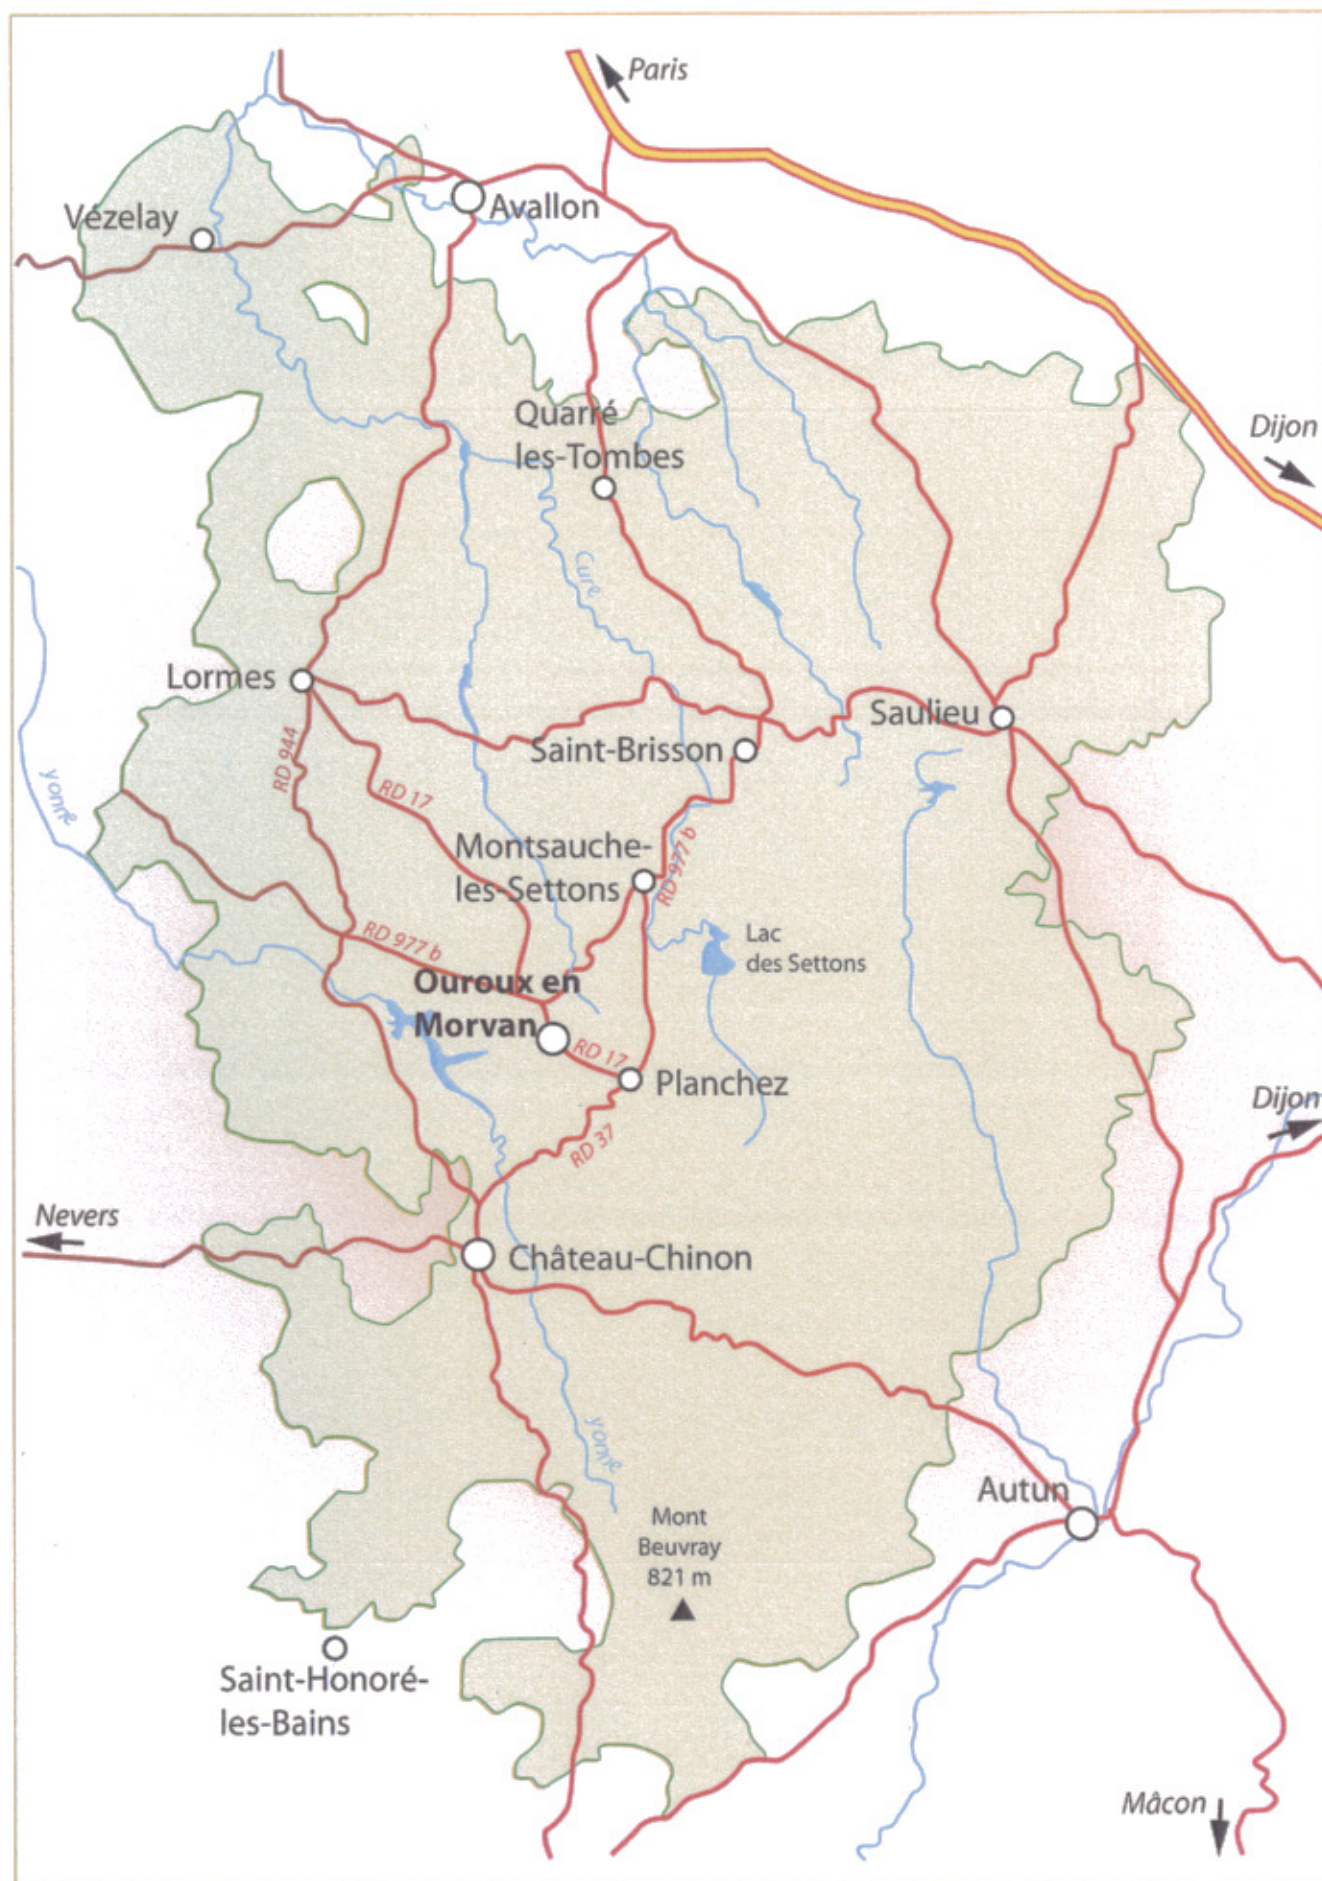 Paris
Avallon
Vézelay
Quarré
les-Tombes
Dijon
Cure
Lormes
Saulieu
Saint-Brisson
yonne
RD 944
RD 17
Montsauche-
les-Settons
RD 977 b
RD 977 b
Lac
des Settons
Ouroux en
Morvan
RD 17
Planchez
Dijon
RD 37
Nevers
Château-Chinon
yonne
Autun
Mont
Beuvray
821 m
Saint-Honoré-
les-Bains
Mâcon